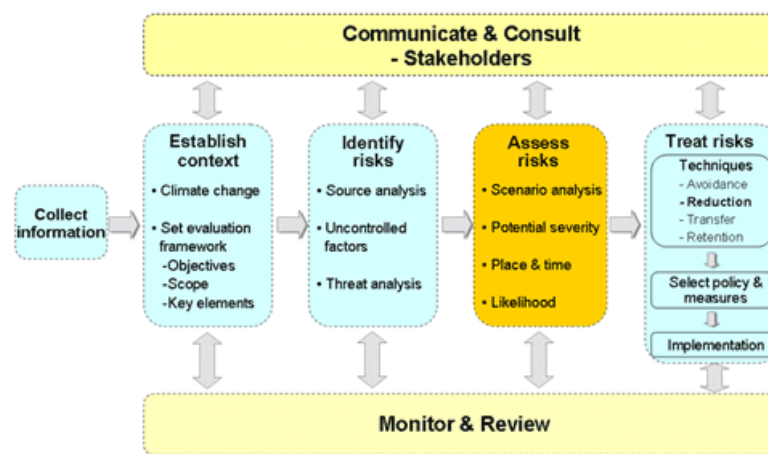 Communicate & Consult
- Stakeholders
Collect
information
Establish
context
• Climate change
• Set evaluation
framework
-Objectives
-Scope
-Key elements
Identify
risks
• Source analysis
• Uncontrolled
factors
• Threat analysis
Assess
risks
• Scenario analysis
• Potential severity
• Place & time
• Likelihood
Treat risks
Techniques
- Avoidance
- Reduction
- Transfer
- Retention
Select policy &
measures
Implementation
Monitor & Review